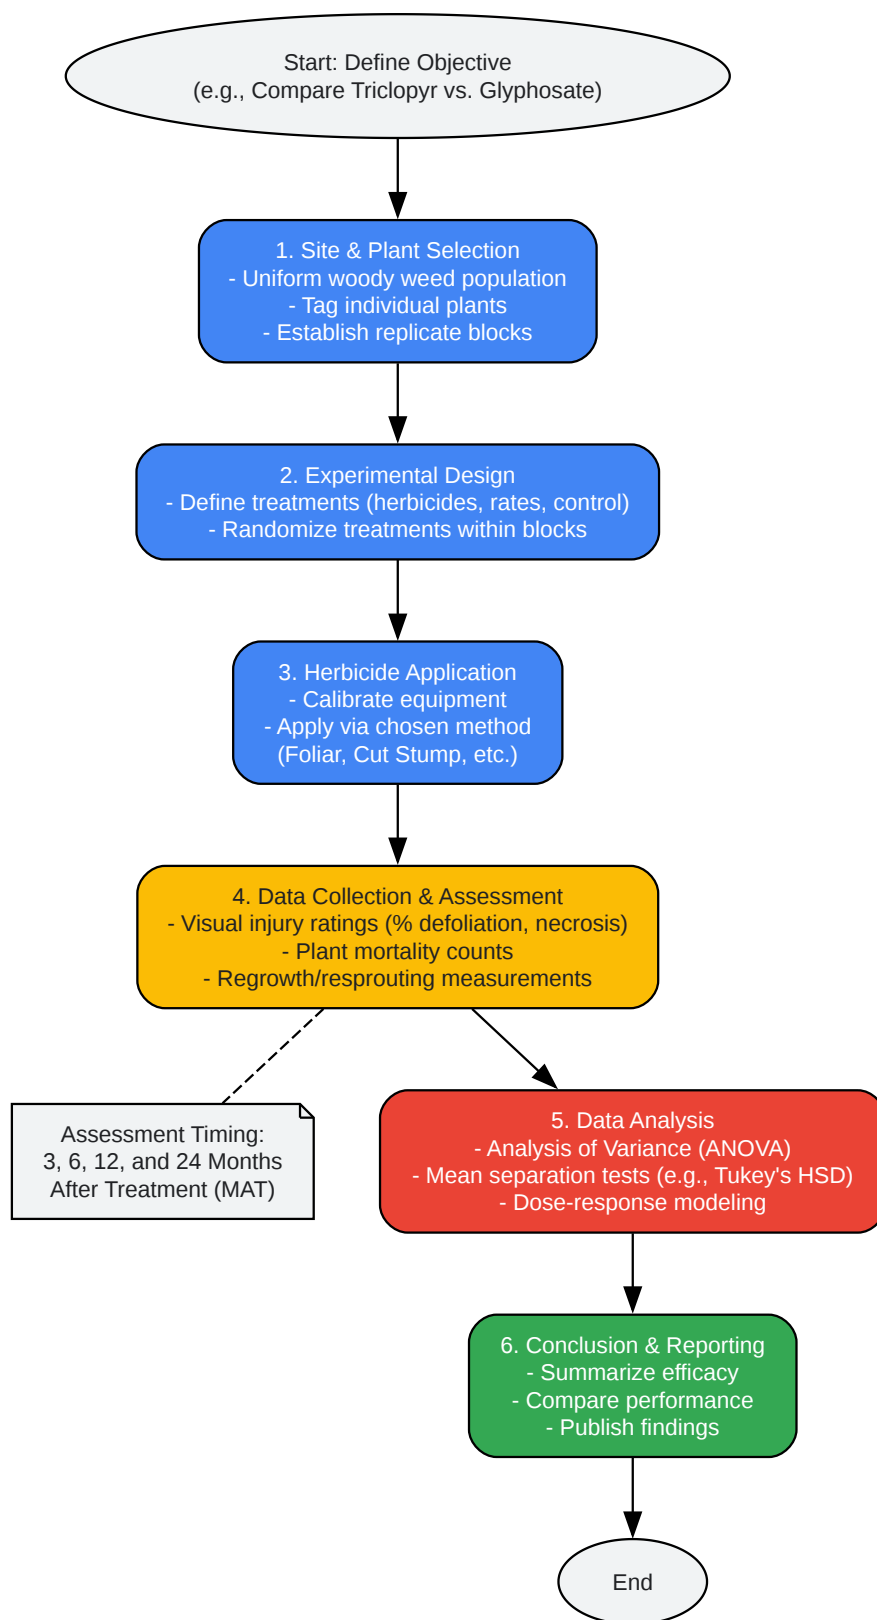 Start: Define Objective
(e.g., Compare Triclopyr vs. Glyphosate)
1. Site & Plant Selection
- Uniform woody weed population
- Tag individual plants
- Establish replicate blocks
2. Experimental Design
- Define treatments (herbicides, rates, control)
- Randomize treatments within blocks
3. Herbicide Application
- Calibrate equipment
- Apply via chosen method
(Foliar, Cut Stump, etc.)
4. Data Collection & Assessment
- Visual injury ratings (% defoliation, necrosis)
- Plant mortality counts
- Regrowth/resprouting measurements
Assessment Timing:
3, 6, 12, and 24 Months
After Treatment (MAT)
5. Data Analysis
- Analysis of Variance (ANOVA)
- Mean separation tests (e.g., Tukey's HSD)
- Dose-response modeling
6. Conclusion & Reporting
- Summarize efficacy
- Compare performance
- Publish findings
End